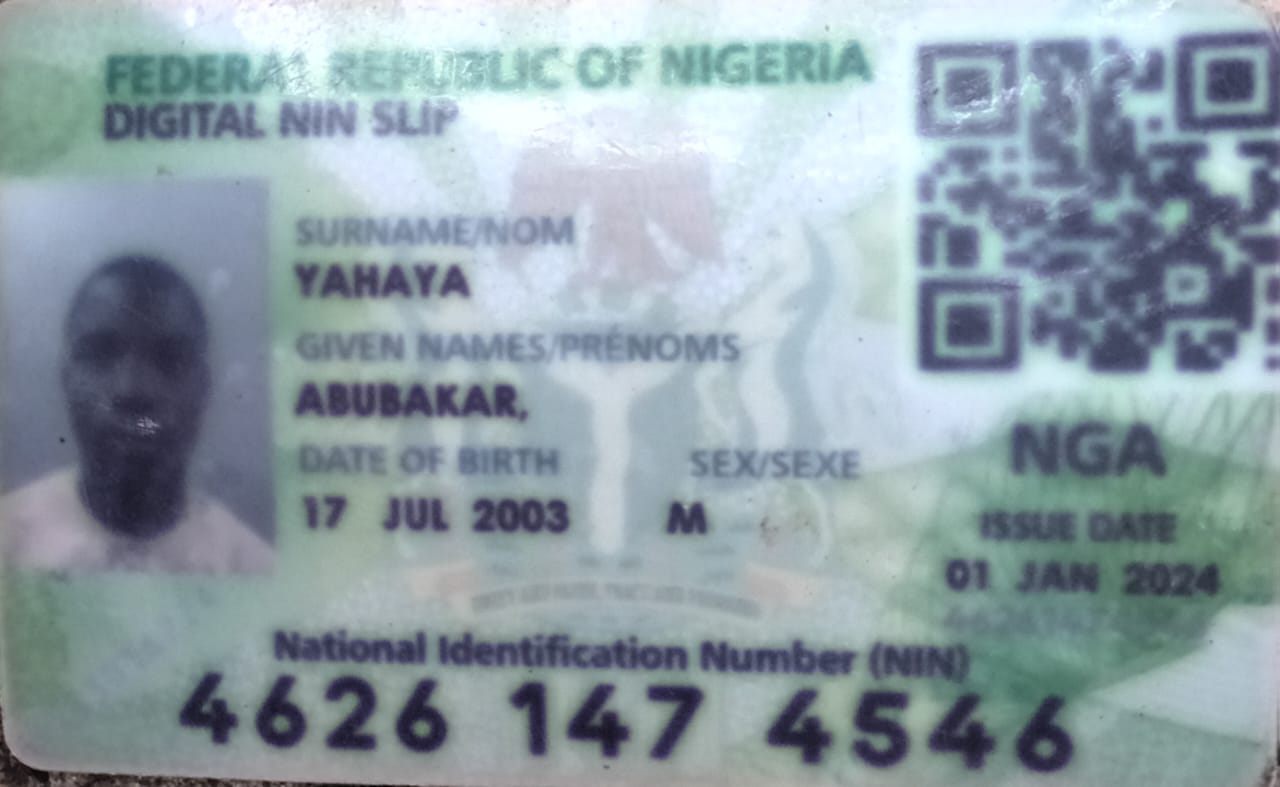 FEDERAL REPUBLIC OF NIGERIA
DIGITAL NIN SLIP
SURNAME/NOM
YAHAYA
GIVEN NAMES/PRÉNOMS
ABUBAKAR,
DATE OF BIRTH SEX/SEXE
17 JUL 2003 M
NGA
ISSUE DATE
01 JAN 2024
National Identification Number (NIN)
4626 147 4546